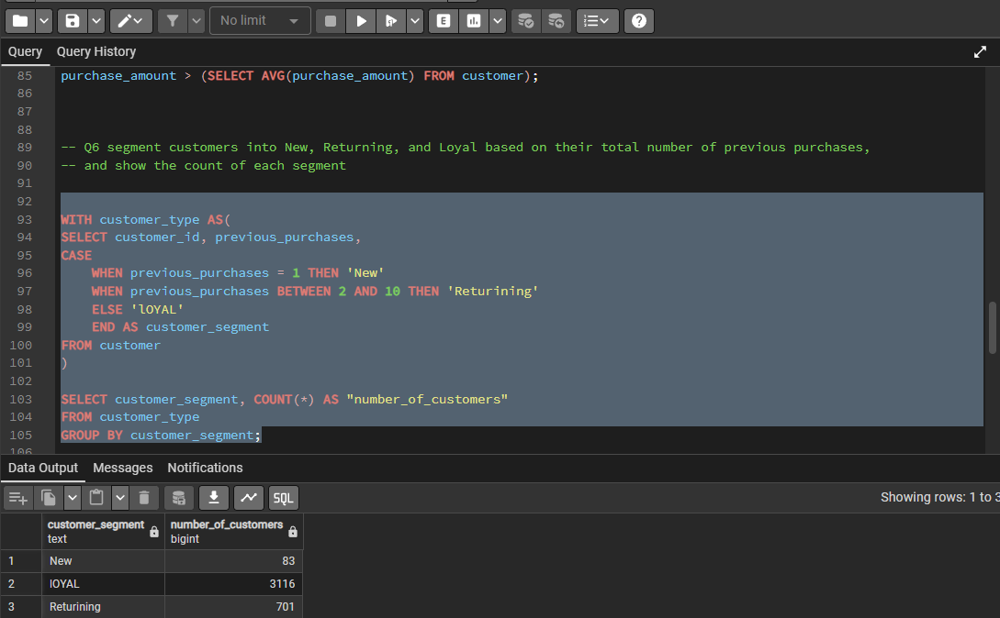 No limit
E
Query Query History
85 purchase_amount > (SELECT AVG(purchase_amount) FROM customer);
86
87
88
89 -- Q6 segment customers into New, Returning, and Loyal based on their total number of previous purchases,
90 -- and show the count of each segment
91
92
93 WITH customer_type AS(
94 SELECT customer_id, previous_purchases,
95 CASE
96 WHEN previous_purchases = 1 THEN 'New'
97 WHEN previous_purchases BETWEEN 2 AND 10 THEN 'Returining'
98 ELSE 'lOYAL'
99 END AS customer_segment
100 FROM customer
101 )
102
103 SELECT customer_segment, COUNT(*) AS "number_of_customers"
104 FROM customer_type
105 GROUP BY customer_segment;
106
Data Output Messages Notifications
SQL Showing rows: 1 to 3
customer_segment number_of_customers
text bigint
1 New 83
2 lOYAL 3116
3 Returining 701